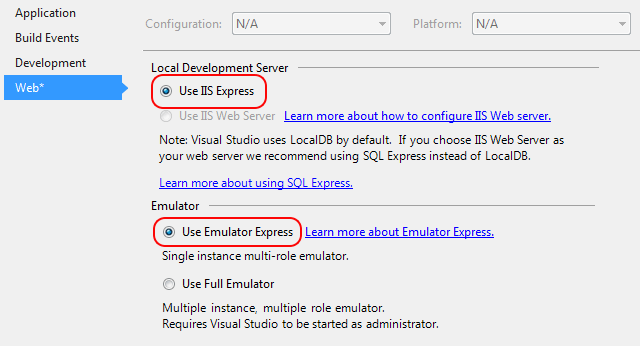 Application
Build Events
Development
Web*
Configuration: N/A Platform: N/A
Local Development Server
Use IIS Express
Use IIS Web Server Learn more about how to configure IIS Web server.
Note: Visual Studio uses LocalDB by default. If you choose IIS Web Server as
your web server we recommend using SQL Express instead of LocalDB.
Learn more about using SQL Express.
Emulator
Use Emulator Express Learn more about Emulator Express.
Single instance multi-role emulator.
Use Full Emulator
Multiple instance, multiple role emulator.
Requires Visual Studio to be started as administrator.